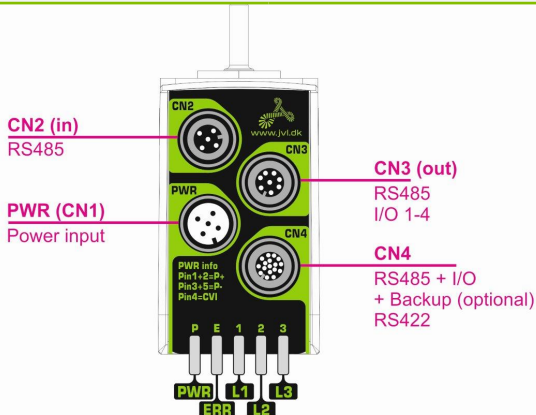 CN2 (in)
RS485
PWR (CN1)
Power input
CN2
www.jvl.dk
CN3
PWR
CN4
PWR info
Pin1+2=P+
Pin3+5=P-
Pin4=CVI
P E 1 2 3
PWR L1 L3
ERR L2
CN3 (out)
RS485
I/O 1-4
CN4
RS485 + I/O
+ Backup (optional)
RS422